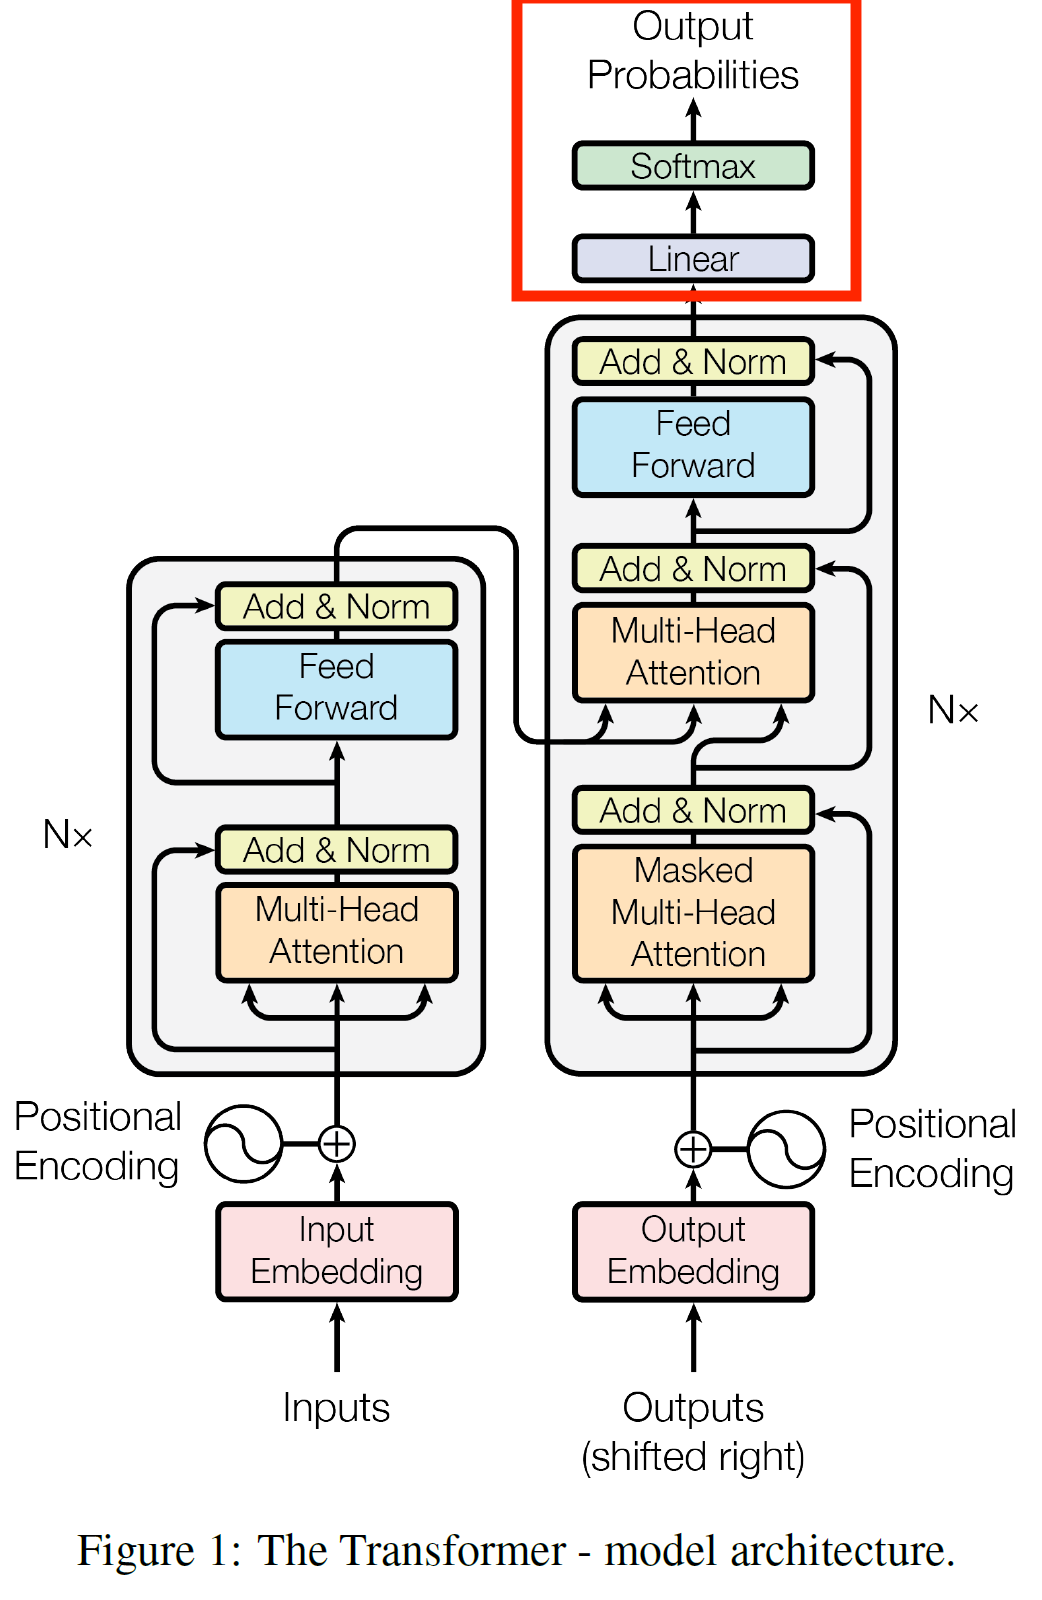 Output
Probabilities
Softmax
Linear
Add & Norm
Feed
Forward
Add & Norm
Multi-Head
Attention
Add & Norm
Masked
Multi-Head
Attention
N×
Add & Norm
Feed
Forward
Add & Norm
Multi-Head
Attention
N×
Positional
Encoding
Positional
Encoding
Input
Embedding
Output
Embedding
Inputs
Outputs
(shifted right)
Figure 1: The Transformer - model architecture.